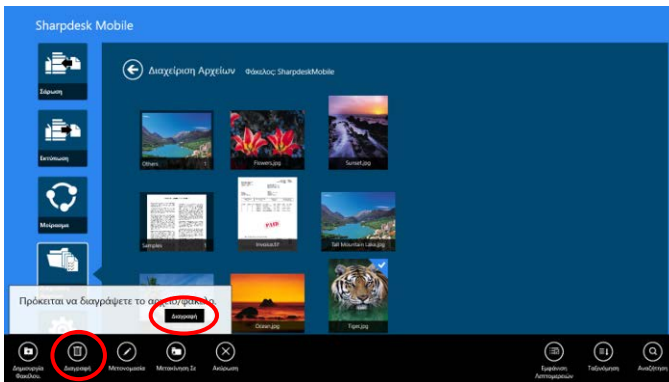 Sharpdesk Mobile
Διαχείριση Αρχείων Φάκελος: SharpdeskMobile
Σάρωση
Εκτύπωση
Μοίρασμα
Others
Flowers.jpg
Sunset.jpg
Samples
PAID
Tall Mountain Lake.jpg
Ocean.jpg
Tiger.jpg
Πρόκειται να διαγράψετε το αρχείο/φάκελο.
Διαγραφή
Δημιουργία
Φακέλου.
Διαγραφή
Μετονομασία
Μετακίνηση Σε
Ακύρωση
Εμφάνιση
Λεπτομερειών
Ταξινόμηση
Αναζήτηση